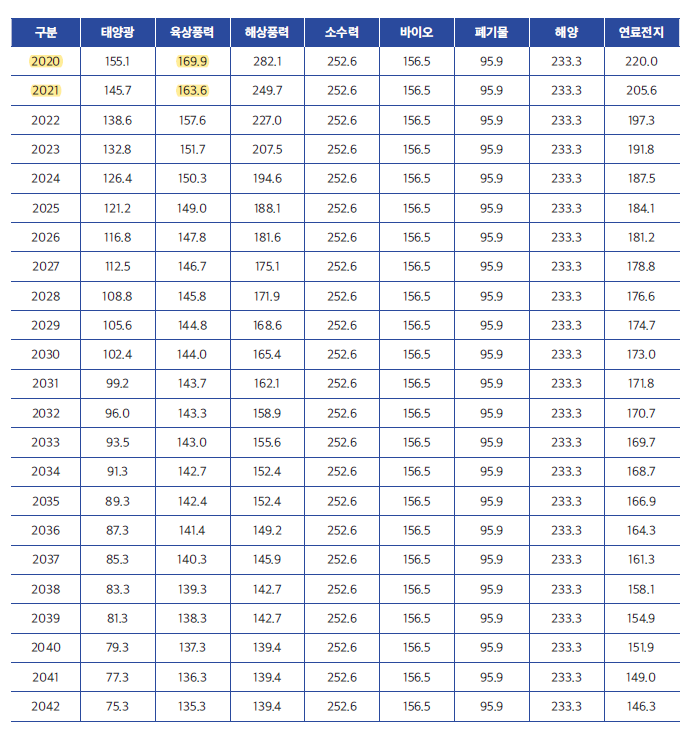 구분 태양광 육상풍력 해상풍력 소수력 바이오 폐기물 해양 연료전지
2020 155.1 169.9 282.1 252.6 156.5 95.9 233.3 220.0
2021 145.7 163.6 249.7 252.6 156.5 95.9 233.3 205.6
2022 138.6 157.6 227.0 252.6 156.5 95.9 233.3 197.3
2023 132.8 151.7 207.5 252.6 156.5 95.9 233.3 191.8
2024 126.4 150.3 194.6 252.6 156.5 95.9 233.3 187.5
2025 121.2 149.0 188.1 252.6 156.5 95.9 233.3 184.1
2026 116.8 147.8 181.6 252.6 156.5 95.9 233.3 181.2
2027 112.5 146.7 175.1 252.6 156.5 95.9 233.3 178.8
2028 108.8 145.8 171.9 252.6 156.5 95.9 233.3 176.6
2029 105.6 144.8 168.6 252.6 156.5 95.9 233.3 174.7
2030 102.4 144.0 165.4 252.6 156.5 95.9 233.3 173.0
2031 99.2 143.7 162.1 252.6 156.5 95.9 233.3 171.8
2032 96.0 143.3 158.9 252.6 156.5 95.9 233.3 170.7
2033 93.5 143.0 155.6 252.6 156.5 95.9 233.3 169.7
2034 91.3 142.7 152.4 252.6 156.5 95.9 233.3 168.7
2035 89.3 142.4 152.4 252.6 156.5 95.9 233.3 166.9
2036 87.3 141.4 149.2 252.6 156.5 95.9 233.3 164.3
2037 85.3 140.3 145.9 252.6 156.5 95.9 233.3 161.3
2038 83.3 139.3 142.7 252.6 156.5 95.9 233.3 158.1
2039 81.3 138.3 142.7 252.6 156.5 95.9 233.3 154.9
2040 79.3 137.3 139.4 252.6 156.5 95.9 233.3 151.9
2041 77.3 136.3 139.4 252.6 156.5 95.9 233.3 149.0
2042 75.3 135.3 139.4 252.6 156.5 95.9 233.3 146.3